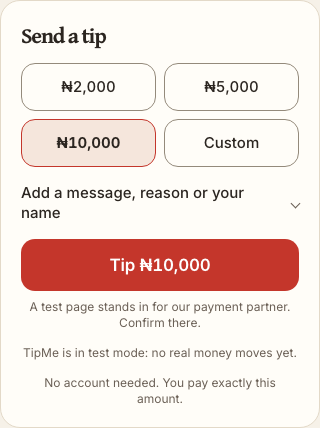 Send a tip
₦2,000
₦5,000
₦10,000
Custom
Add a message, reason or your
name
Tip ₦10,000
A test page stands in for our payment partner.
Confirm there.
TipMe is in test mode: no real money moves yet.
No account needed. You pay exactly this
amount.